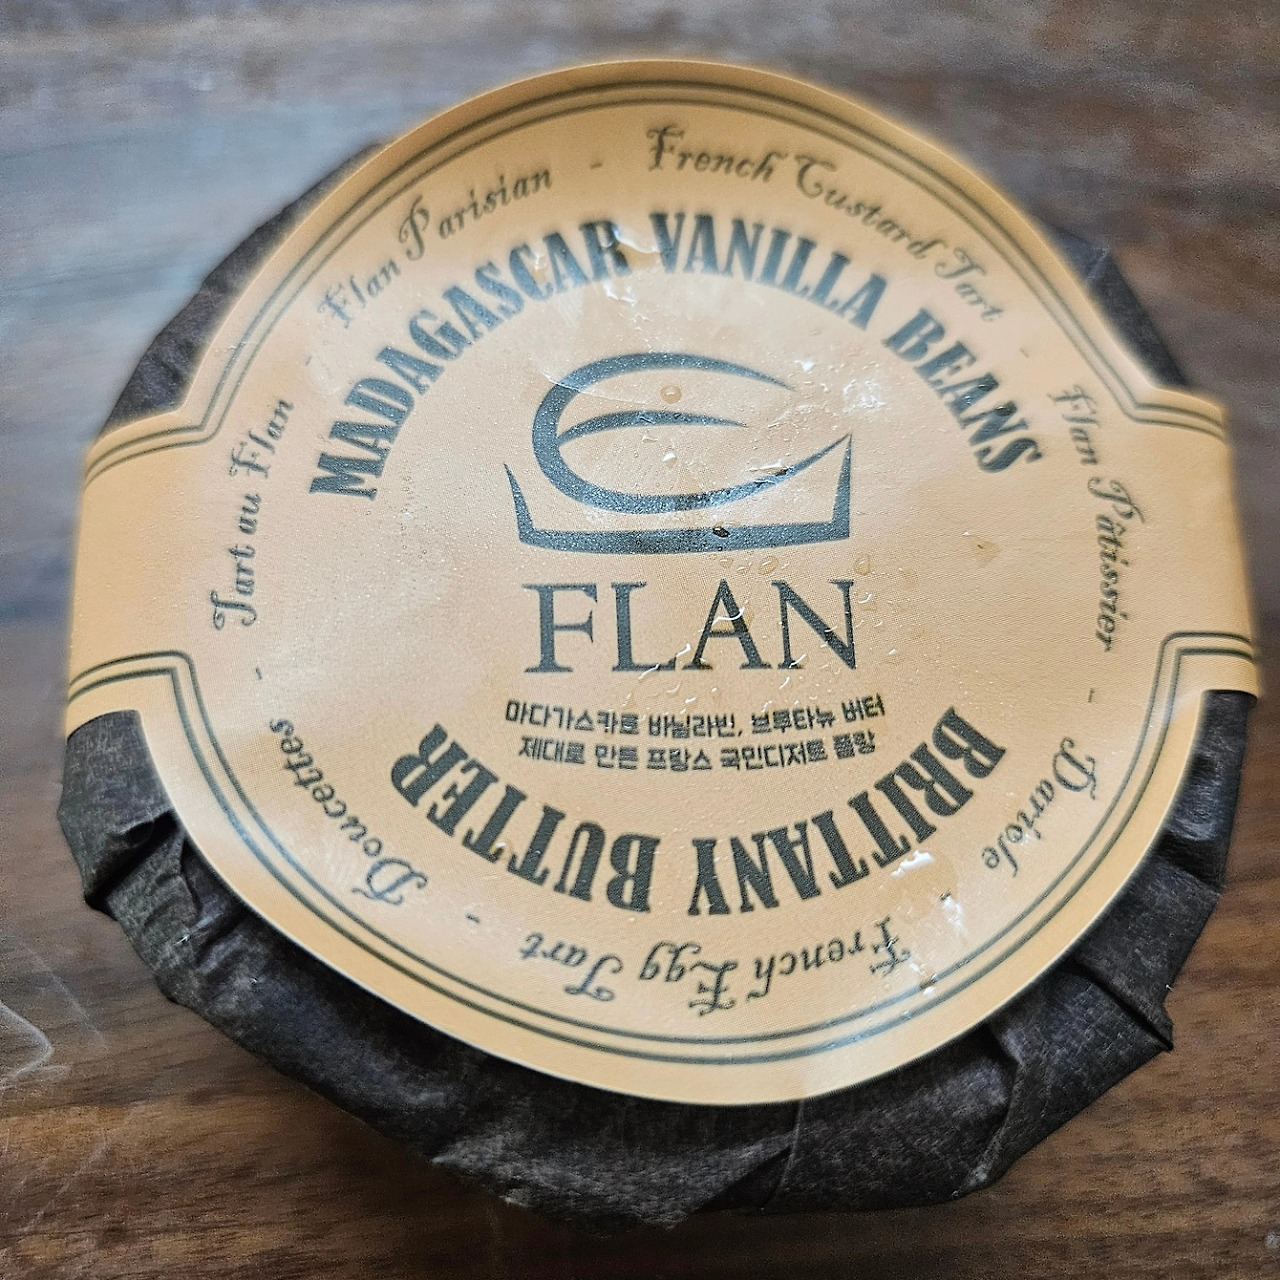 Tart au Flan - Flan Parisian - French Custard Tart - Flan Pâtissier - Dariole - French Egg Tart - Doucettes -
MADAGASCAR VANILLA BEANS
FLAN
마다가스카르 바닐라빈, 브루타뉴 버터
제대로 만든 프랑스 국민디저트 플랑
BRITTANY BUTTER